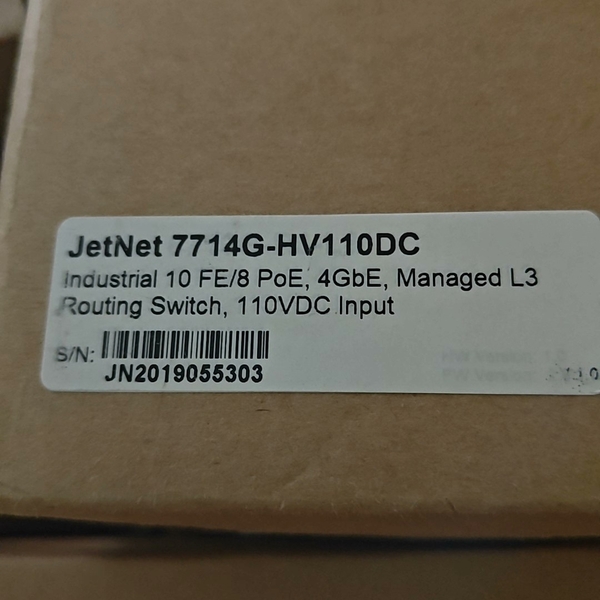 JetNet 7714G-HV110DC
Industrial 10 FE/8 PoE, 4GbE, Managed L3
Routing Switch, 110VDC Input
S/N:
JN2019055303